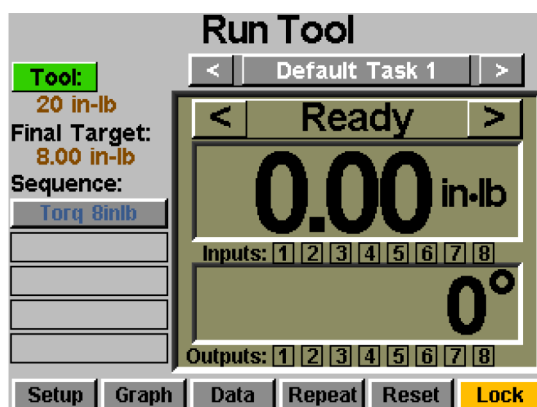 Run Tool
Tool:
< Default Task 1 >
20 in-lb
Final Target:
8.00 in-lb
Sequence:
Torq 8inlb
< Ready >
0.00 in•lb
Inputs: 1 2 3 4 5 6 7 8
0°
Outputs: 1 2 3 4 5 6 7 8
Setup Graph Data Repeat Reset Lock